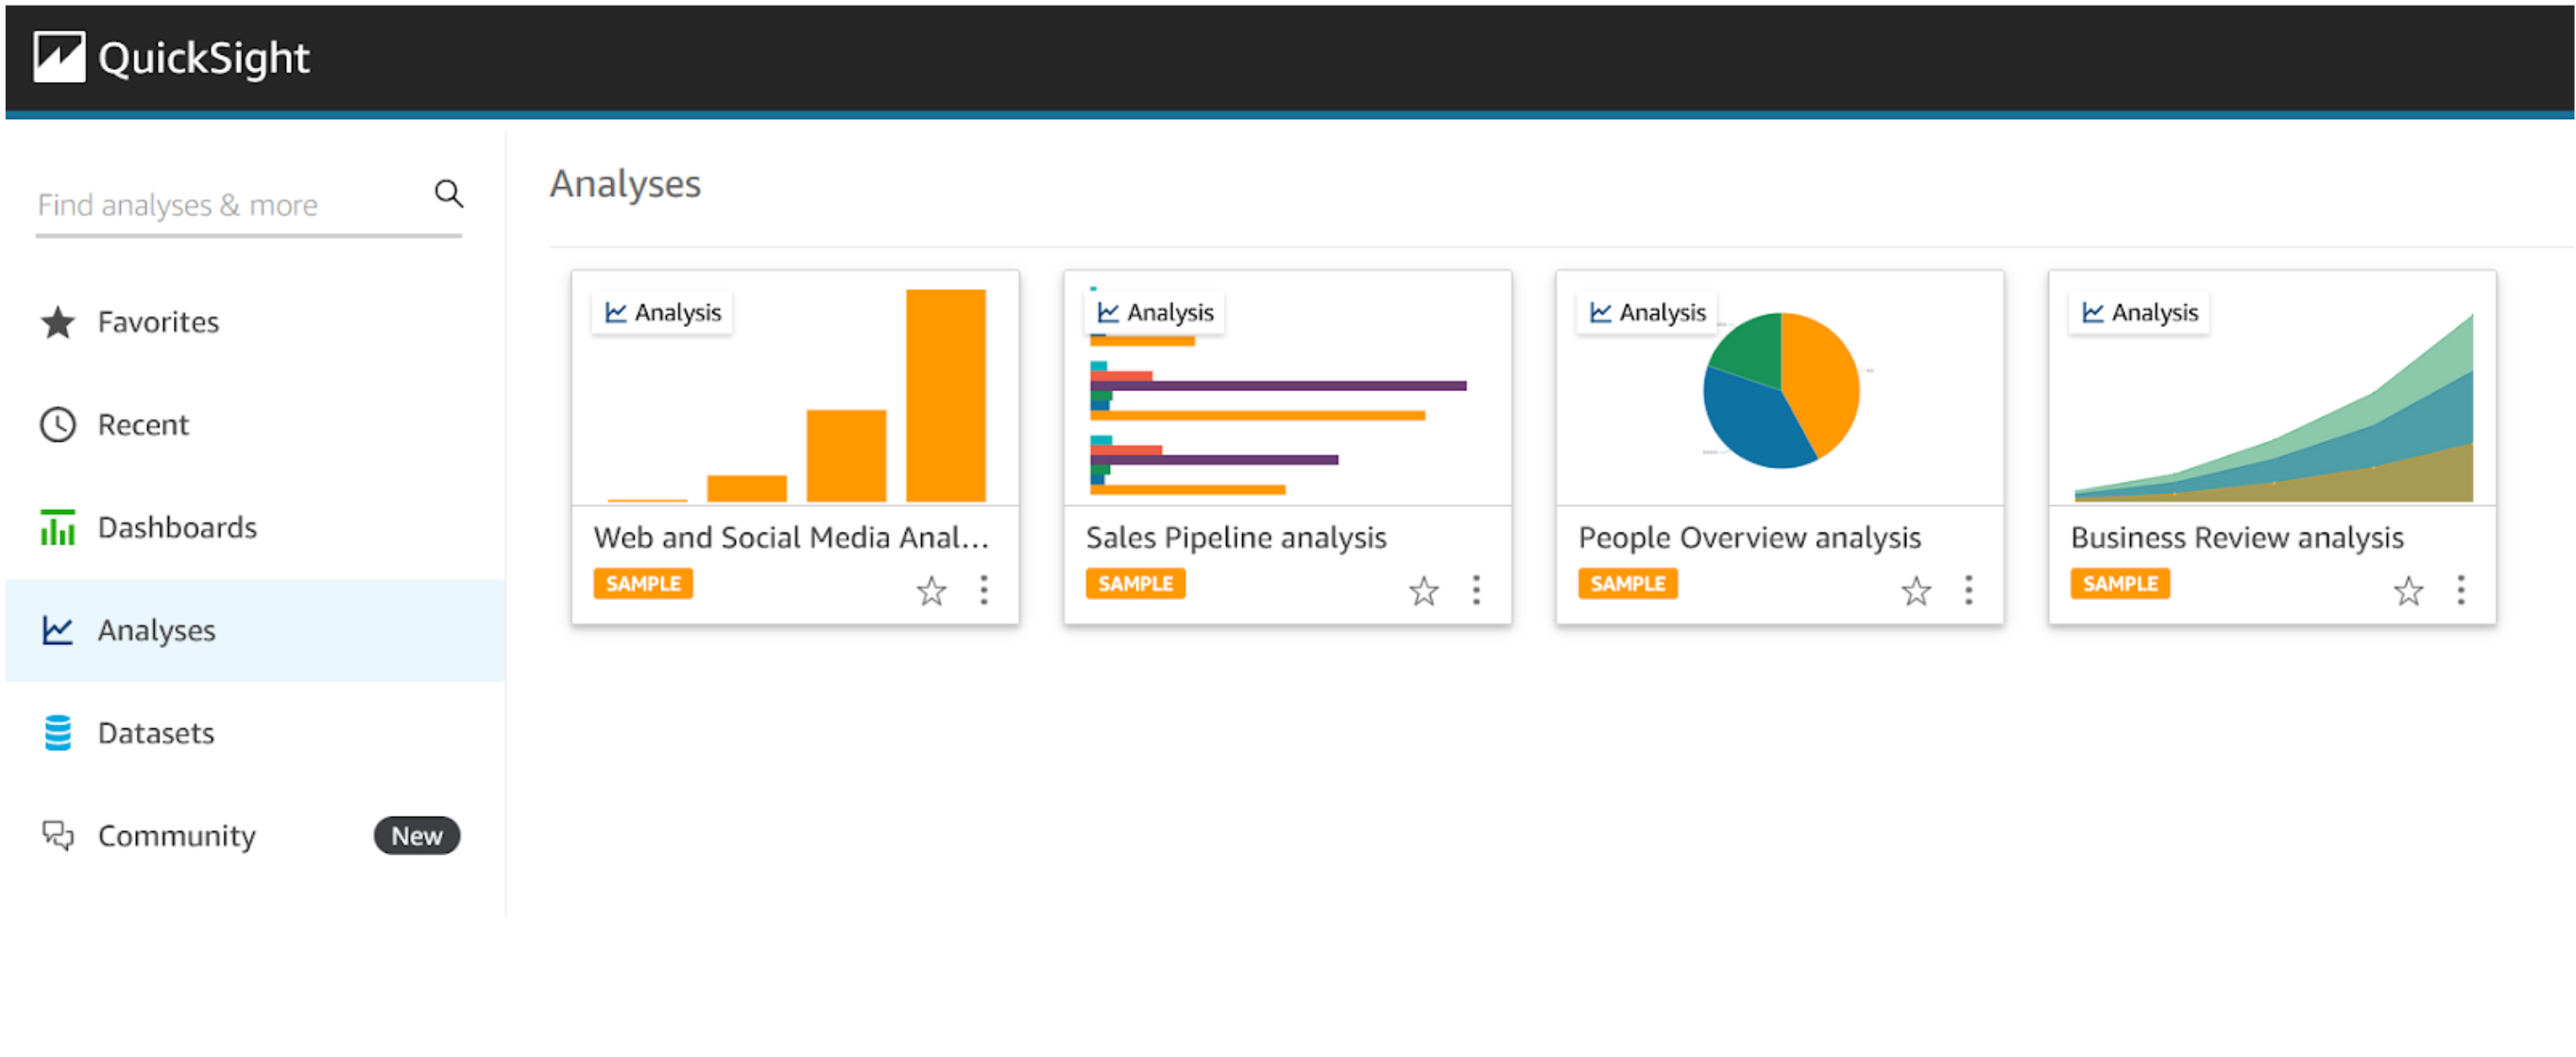 QuickSight
Find analyses & more
Favorites
Recent
Dashboards
Analyses
Datasets
Community New
Analyses
Analysis
Web and Social Media Anal...
SAMPLE
Analysis
Sales Pipeline analysis
SAMPLE
Analysis
People Overview analysis
SAMPLE
Analysis
Business Review analysis
SAMPLE